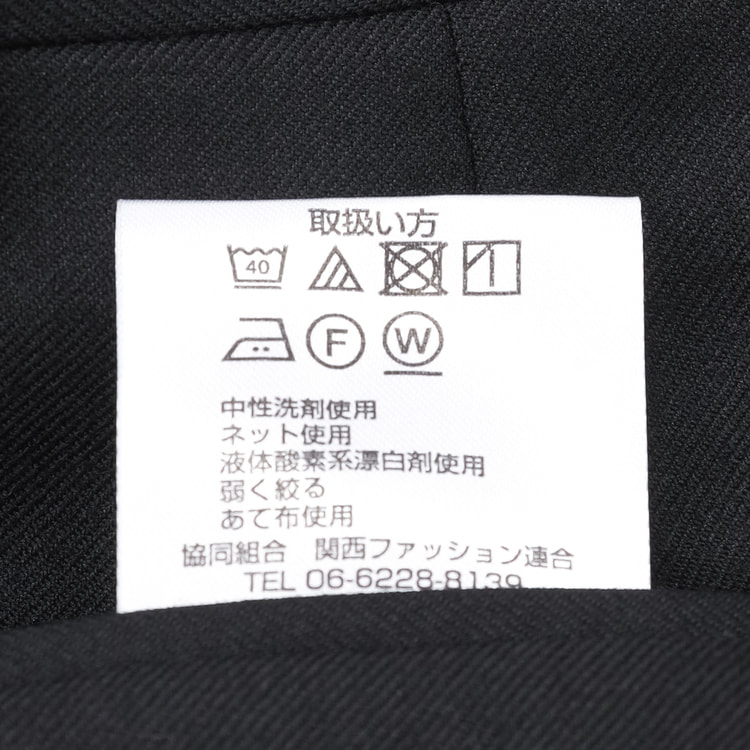 取扱い方
40
F W
中性洗剤使用
ネット使用
液体酸素系漂白剤使用
弱く絞る
あて布使用
協同組合 関西ファッション連合
TEL 06-6228-8139